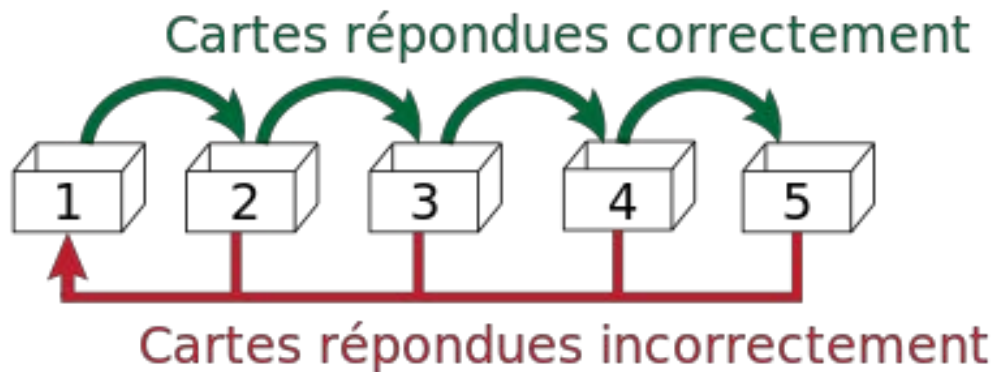 Cartes répondues correctement
1 2 3 4 5
Cartes répondues incorrectement